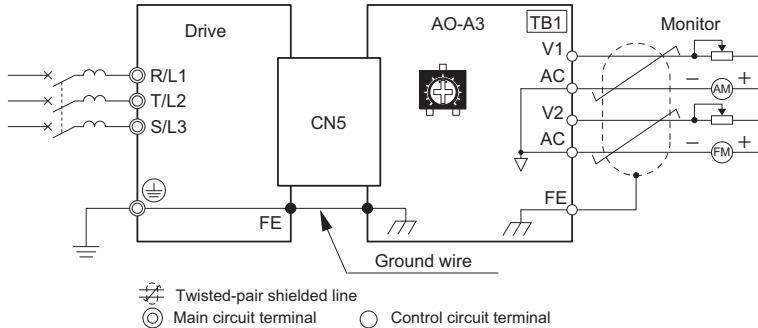 Drive
AO-A3
TB1
Monitor
V1
R/L1
AC
− AM +
T/L2
V2
CN5
S/L3
AC
− FM +
FE
FE
Ground wire
Twisted-pair shielded line
Main circuit terminal
Control circuit terminal